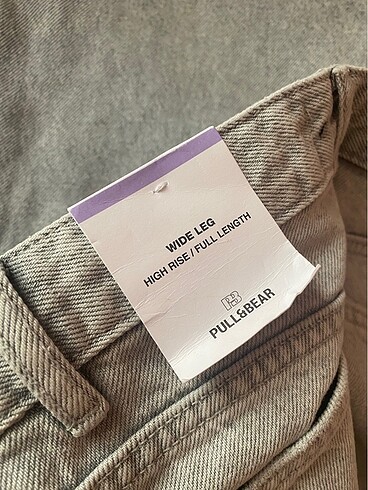 WIDE LEG
HIGH RISE / FULL LENGTH
PULL&BEAR